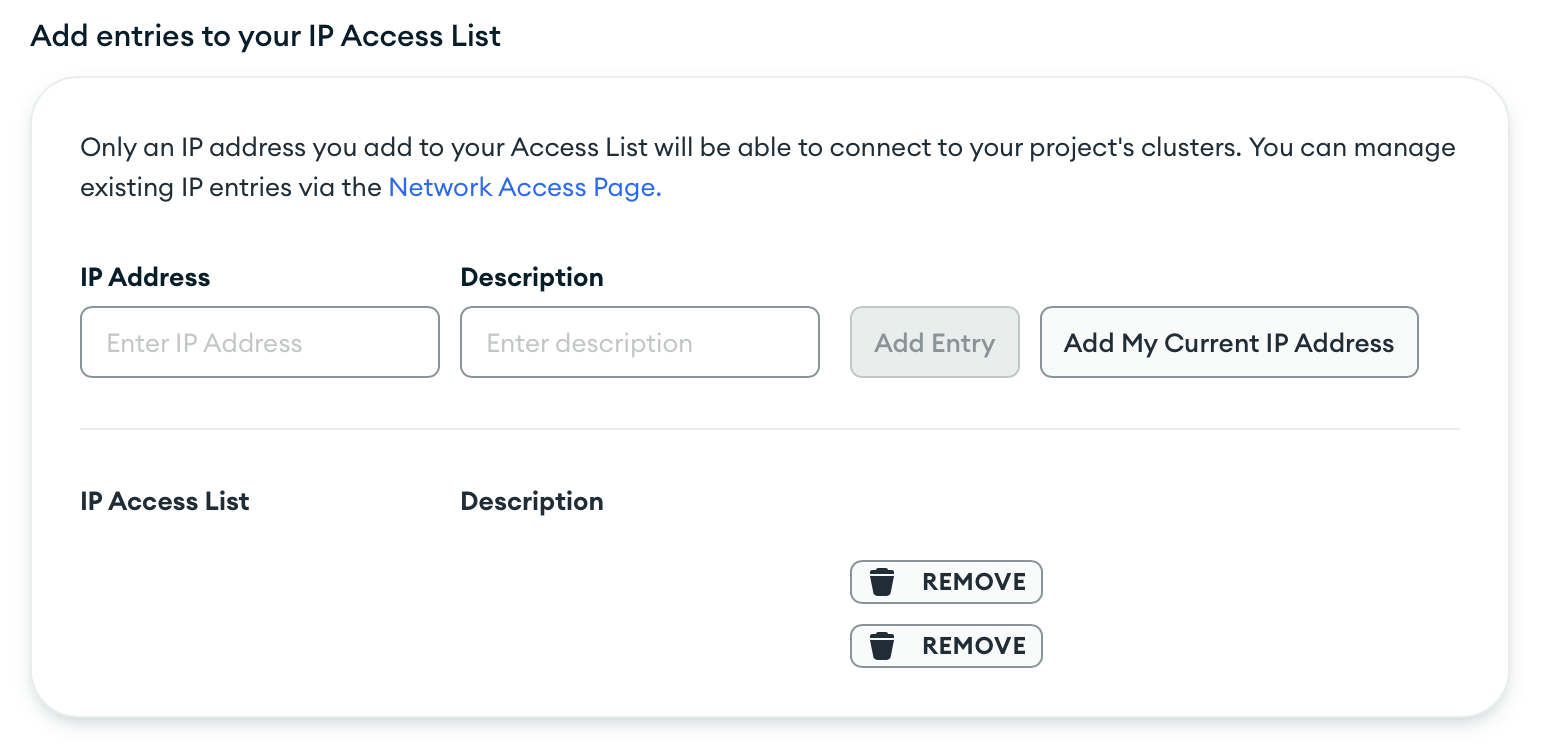 Add entries to your IP Access List
Only an IP address you add to your Access List will be able to connect to your project's clusters. You can manage
existing IP entries via the Network Access Page.
IP Address Description
Enter IP Address Enter description Add Entry Add My Current IP Address
IP Access List Description
REMOVE
REMOVE